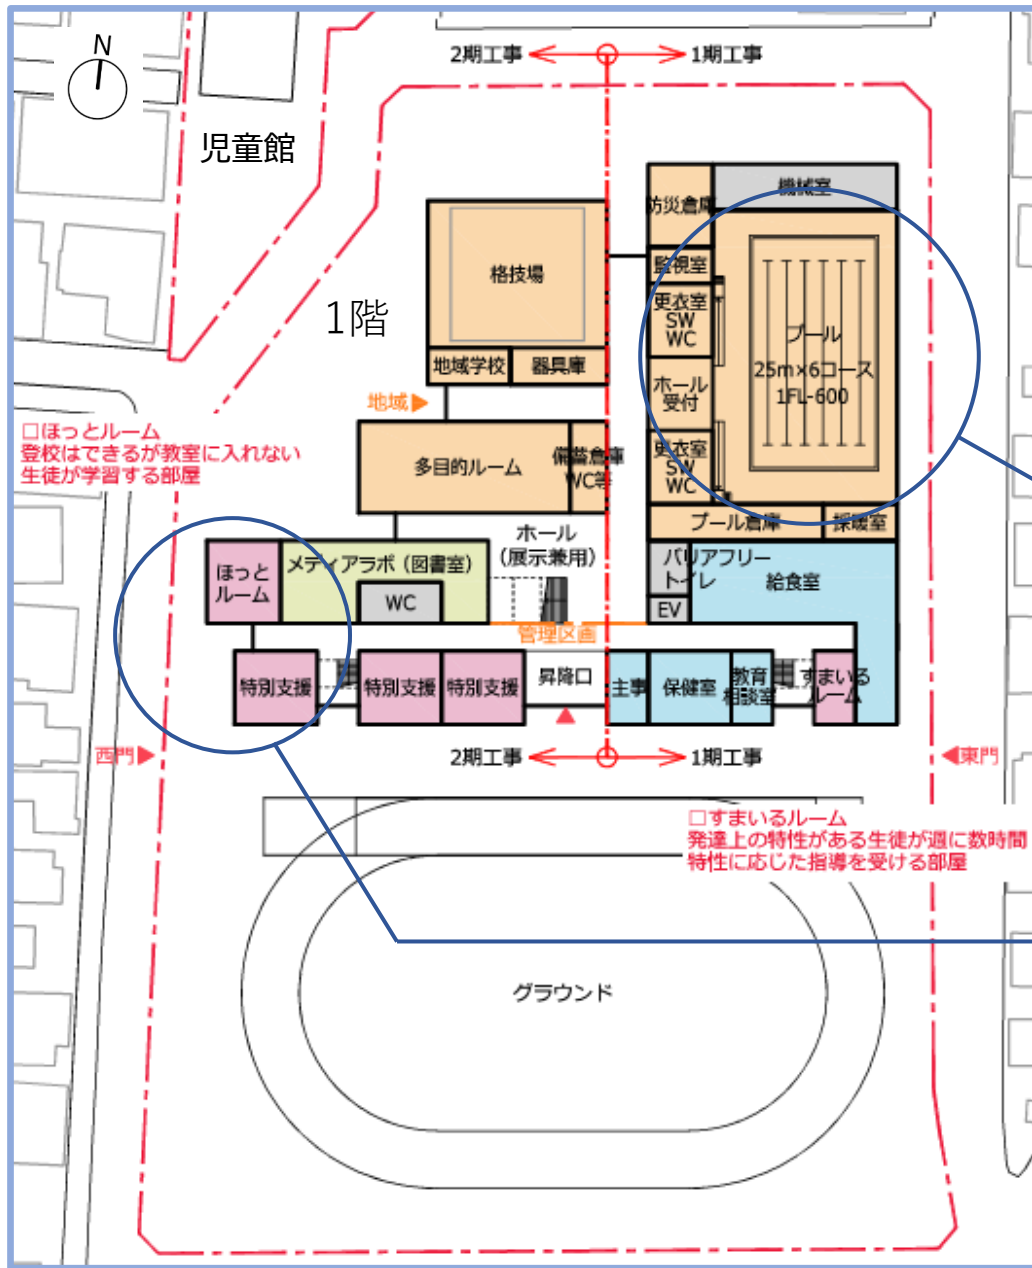 N
2期工事
1期工事
児童館
機械室
防災倉庫
監視室
格技場
1階
更衣室
SW
WC
プール
25m×6コース
1FL-600
地域学校
器具庫
ホール
受付
地域
□ほっとルーム
登校はできるが教室に入れない
生徒が学習する部屋
多目的ルーム
備蓄倉庫
WC等
更衣室
SW
WC
プール倉庫
採暖室
ホール
(展示兼用)
ほっと
ルーム
メディアラボ(図書室)
WC
バリアフリー
トイレ
給食室
EV
管理区画
特別支援
特別支援
特別支援
昇降口
主事
保健室
教育
相談室
すまいる
ルーム
西門
2期工事
1期工事
東門
□すまいるルーム
発達上の特性がある生徒が週に数時間
特性に応じた指導を受ける部屋
グラウンド